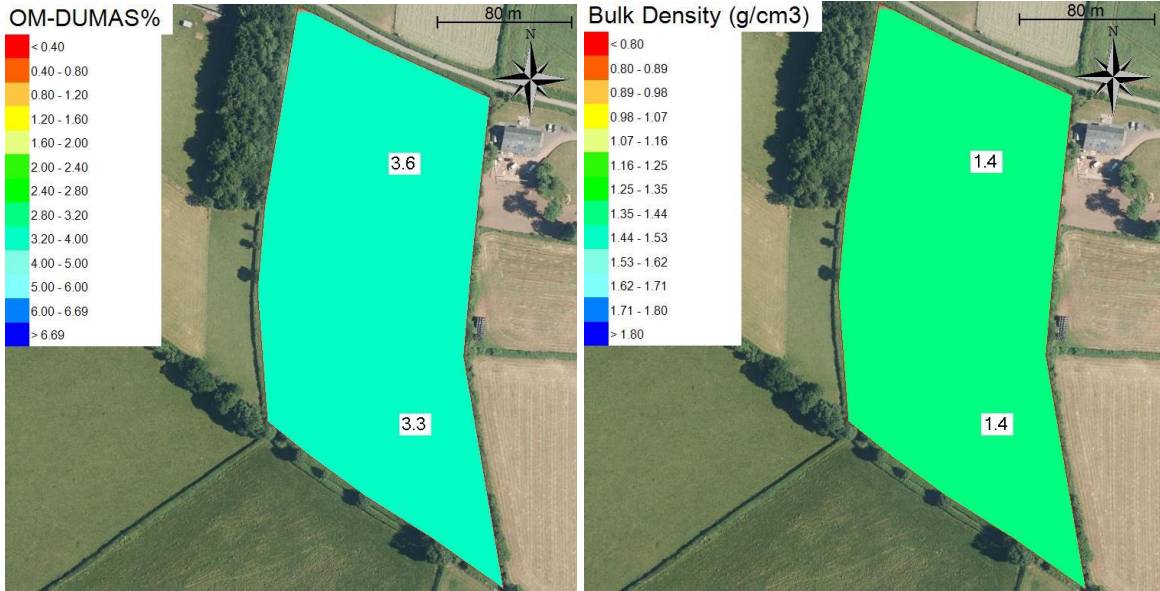 OM-DUMAS%
< 0.40
0.40 - 0.80
0.80 - 1.20
1.20 - 1.60
1.60 - 2.00
2.00 - 2.40
2.40 - 2.80
2.80 - 3.20
3.20 - 4.00
4.00 - 5.00
5.00 - 6.00
6.00 - 6.69
> 6.69
80 m
N
3.6
3.3
Bulk Density (g/cm3)
< 0.80
0.80 - 0.89
0.89 - 0.98
0.98 - 1.07
1.07 - 1.16
1.16 - 1.25
1.25 - 1.35
1.35 - 1.44
1.44 - 1.53
1.53 - 1.62
1.62 - 1.71
1.71 - 1.80
> 1.80
80 m
N
1.4
1.4